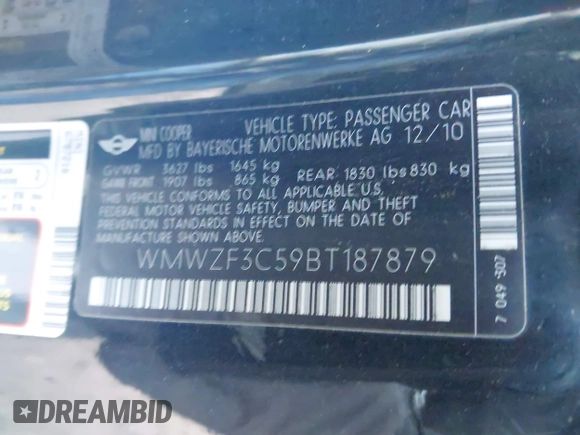 MINI COOPER VEHICLE TYPE: PASSENGER CAR
MFD BY BAYERISCHE MOTORENWERKE AG 12/10
GVWR 3627 lbs 1645 kg
GAWR FRONT 1907 lbs 865 kg REAR 1830 lbs 830 kg
THIS VEHICLE CONFORMS TO ALL APPLICABLE U.S.
FEDERAL MOTOR VEHICLE SAFETY, BUMPER AND THEFT
PREVENTION STANDARDS IN EFFECT ON THE DATE OF
MANUFACTURE SHOWN ABOVE.
WMWZF3C59BT187879
7 049 507
DREAMBID